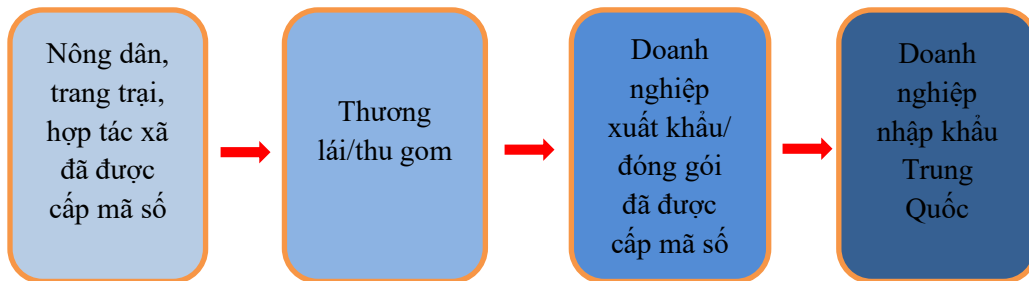 Nông dân,
trang trại,
hợp tác xã
đã được
cấp mã số
Thương
lái/thu gom
Doanh
nghiệp
xuất khẩu/
đóng gói
đã được
cấp mã số
Doanh
nghiệp
nhập khẩu
Trung
Quốc